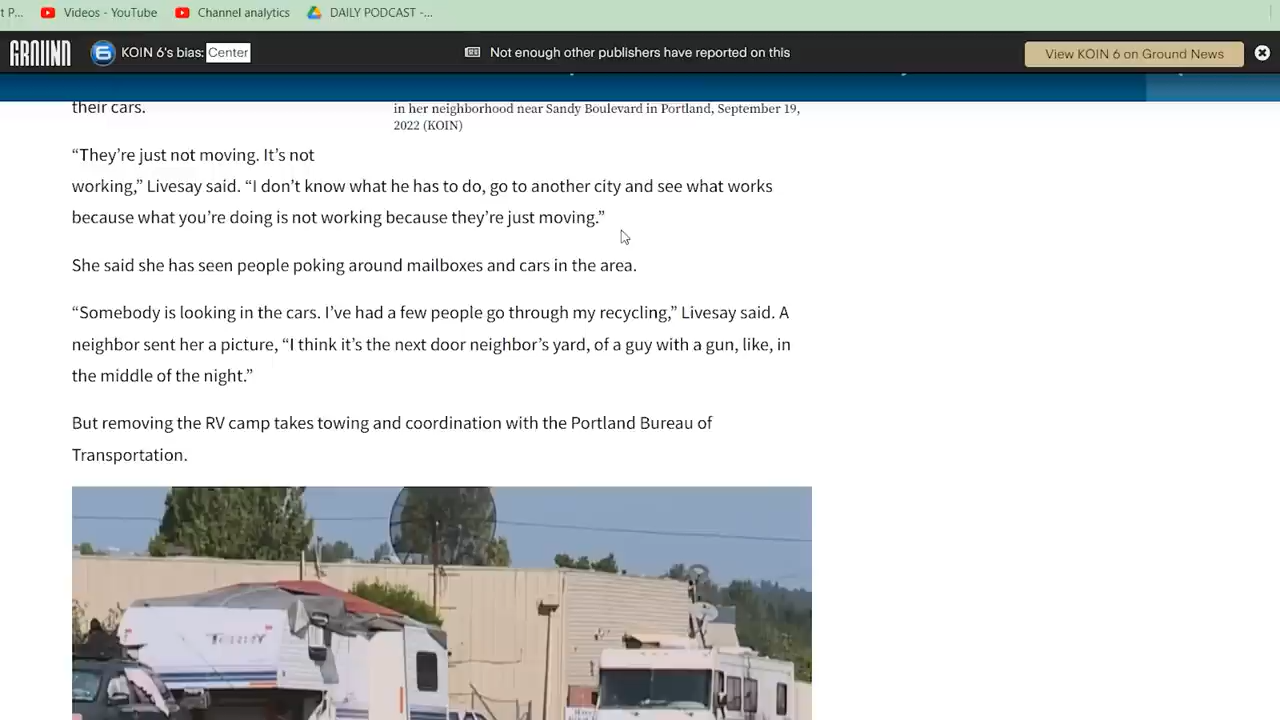 t P...
Videos - YouTube
Channel analytics
DAILY PODCAST -...
GROUND
6
KOIN 6's bias: Center
Not enough other publishers have reported on this
View KOIN 6 on Ground News
their cars.
in her neighborhood near Sandy Boulevard in Portland, September 19,
2022 (KOIN)
“They’re just not moving. It’s not
working,” Livesay said. “I don’t know what he has to do, go to another city and see what works
because what you’re doing is not working because they’re just moving.”
She said she has seen people poking around mailboxes and cars in the area.
“Somebody is looking in the cars. I’ve had a few people go through my recycling,” Livesay said. A
neighbor sent her a picture, “I think it’s the next door neighbor’s yard, of a guy with a gun, like, in
the middle of the night.”
But removing the RV camp takes towing and coordination with the Portland Bureau of
Transportation.